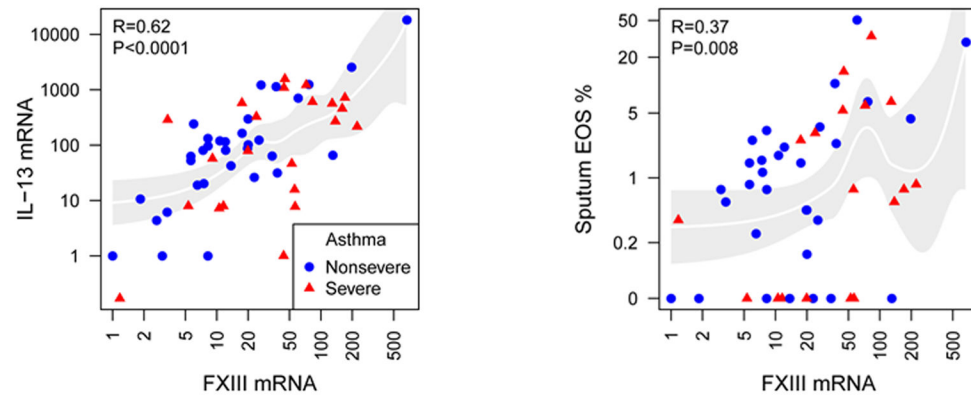 R=0.62
P<0.0001
IL−13 mRNA
10000
1000
100
10
1
Asthma
Nonsevere
Severe
1
2
5
10
20
50
100
200
500
FXIII mRNA
R=0.37
P=0.008
Sputum EOS %
50
20
5
1
0.2
0
1
2
5
10
20
50
100
200
500
FXIII mRNA